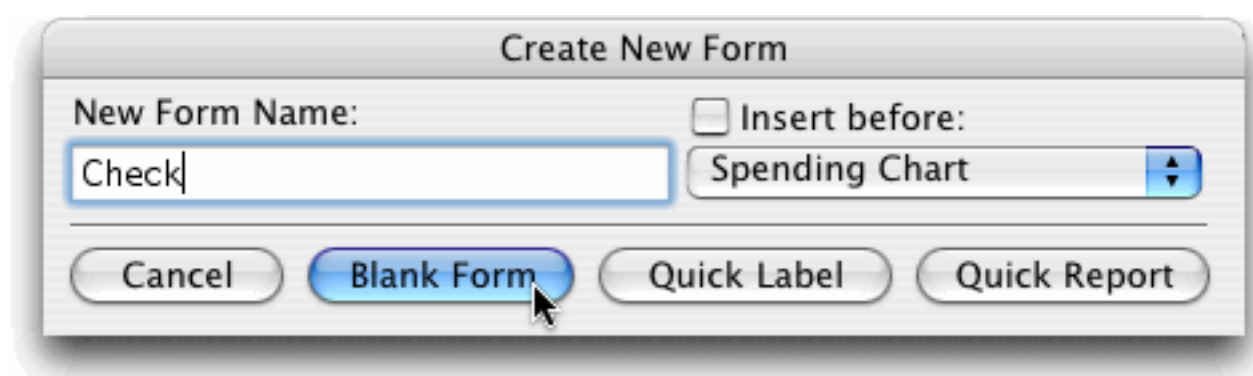 Create New Form
New Form Name:
Insert before:
Check
Spending Chart
Cancel
Blank Form
Quick Label
Quick Report